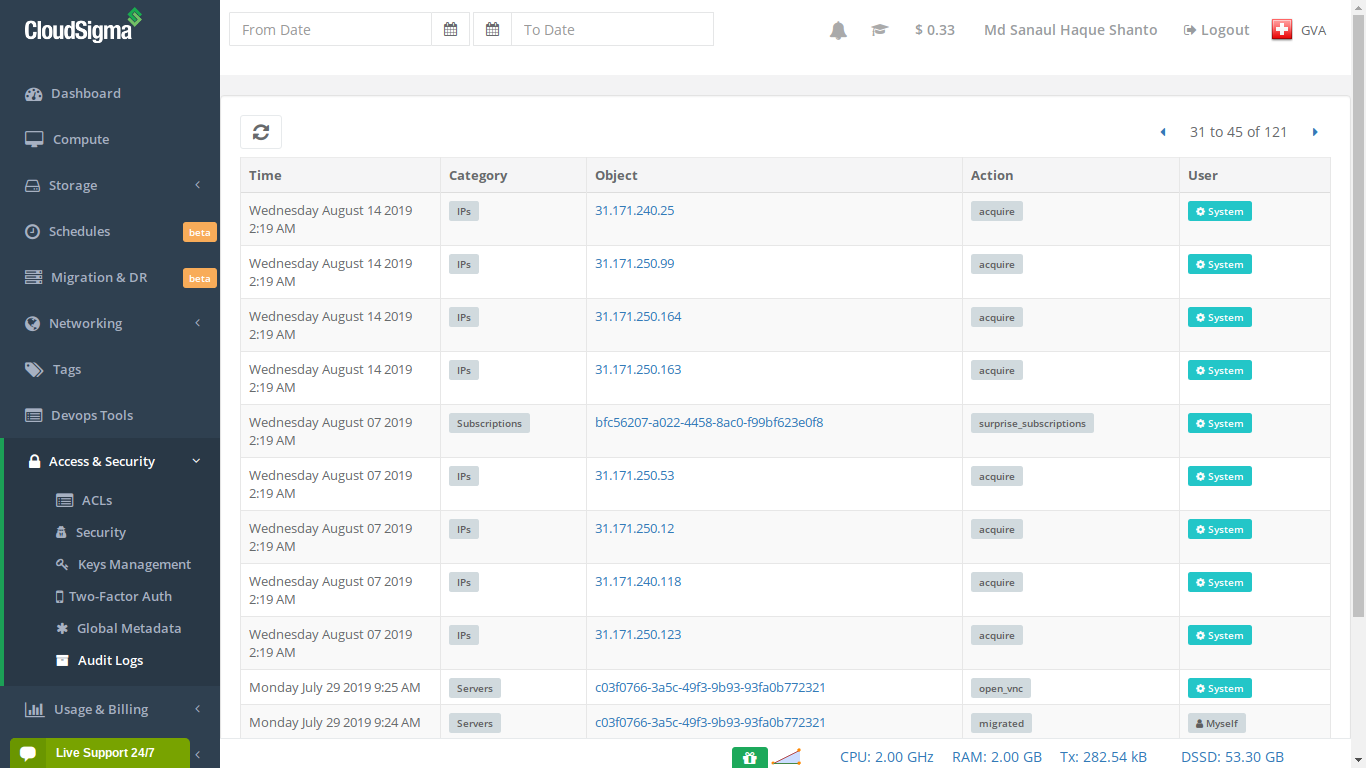 CloudSigma
From Date
To Date
$ 0.33
Md Sanaul Haque Shanto
Logout
GVA
Dashboard
Compute
Storage
Schedules beta
Migration & DR beta
Networking
Tags
Devops Tools
Access & Security
ACLs
Security
Keys Management
Two-Factor Auth
Global Metadata
Audit Logs
Usage & Billing
Live Support 24/7
31 to 45 of 121
Time Category Object Action User
Wednesday August 14 2019 IPs 31.171.240.25 acquire System
2:19 AM
Wednesday August 14 2019 IPs 31.171.250.99 acquire System
2:19 AM
Wednesday August 14 2019 IPs 31.171.250.164 acquire System
2:19 AM
Wednesday August 14 2019 IPs 31.171.250.163 acquire System
2:19 AM
Wednesday August 07 2019 Subscriptions bfc56207-a022-4458-8ac0-f99bf623e0f8 surprise_subscriptions System
2:19 AM
Wednesday August 07 2019 IPs 31.171.250.53 acquire System
2:19 AM
Wednesday August 07 2019 IPs 31.171.250.12 acquire System
2:19 AM
Wednesday August 07 2019 IPs 31.171.240.118 acquire System
2:19 AM
Wednesday August 07 2019 IPs 31.171.250.123 acquire System
2:19 AM
Monday July 29 2019 9:25 AM Servers c03f0766-3a5c-49f3-9b93-93fa0b772321 open_vnc System
Monday July 29 2019 9:24 AM Servers c03f0766-3a5c-49f3-9b93-93fa0b772321 migrated Myself
CPU: 2.00 GHz RAM: 2.00 GB Tx: 282.54 kB DSSD: 53.30 GB